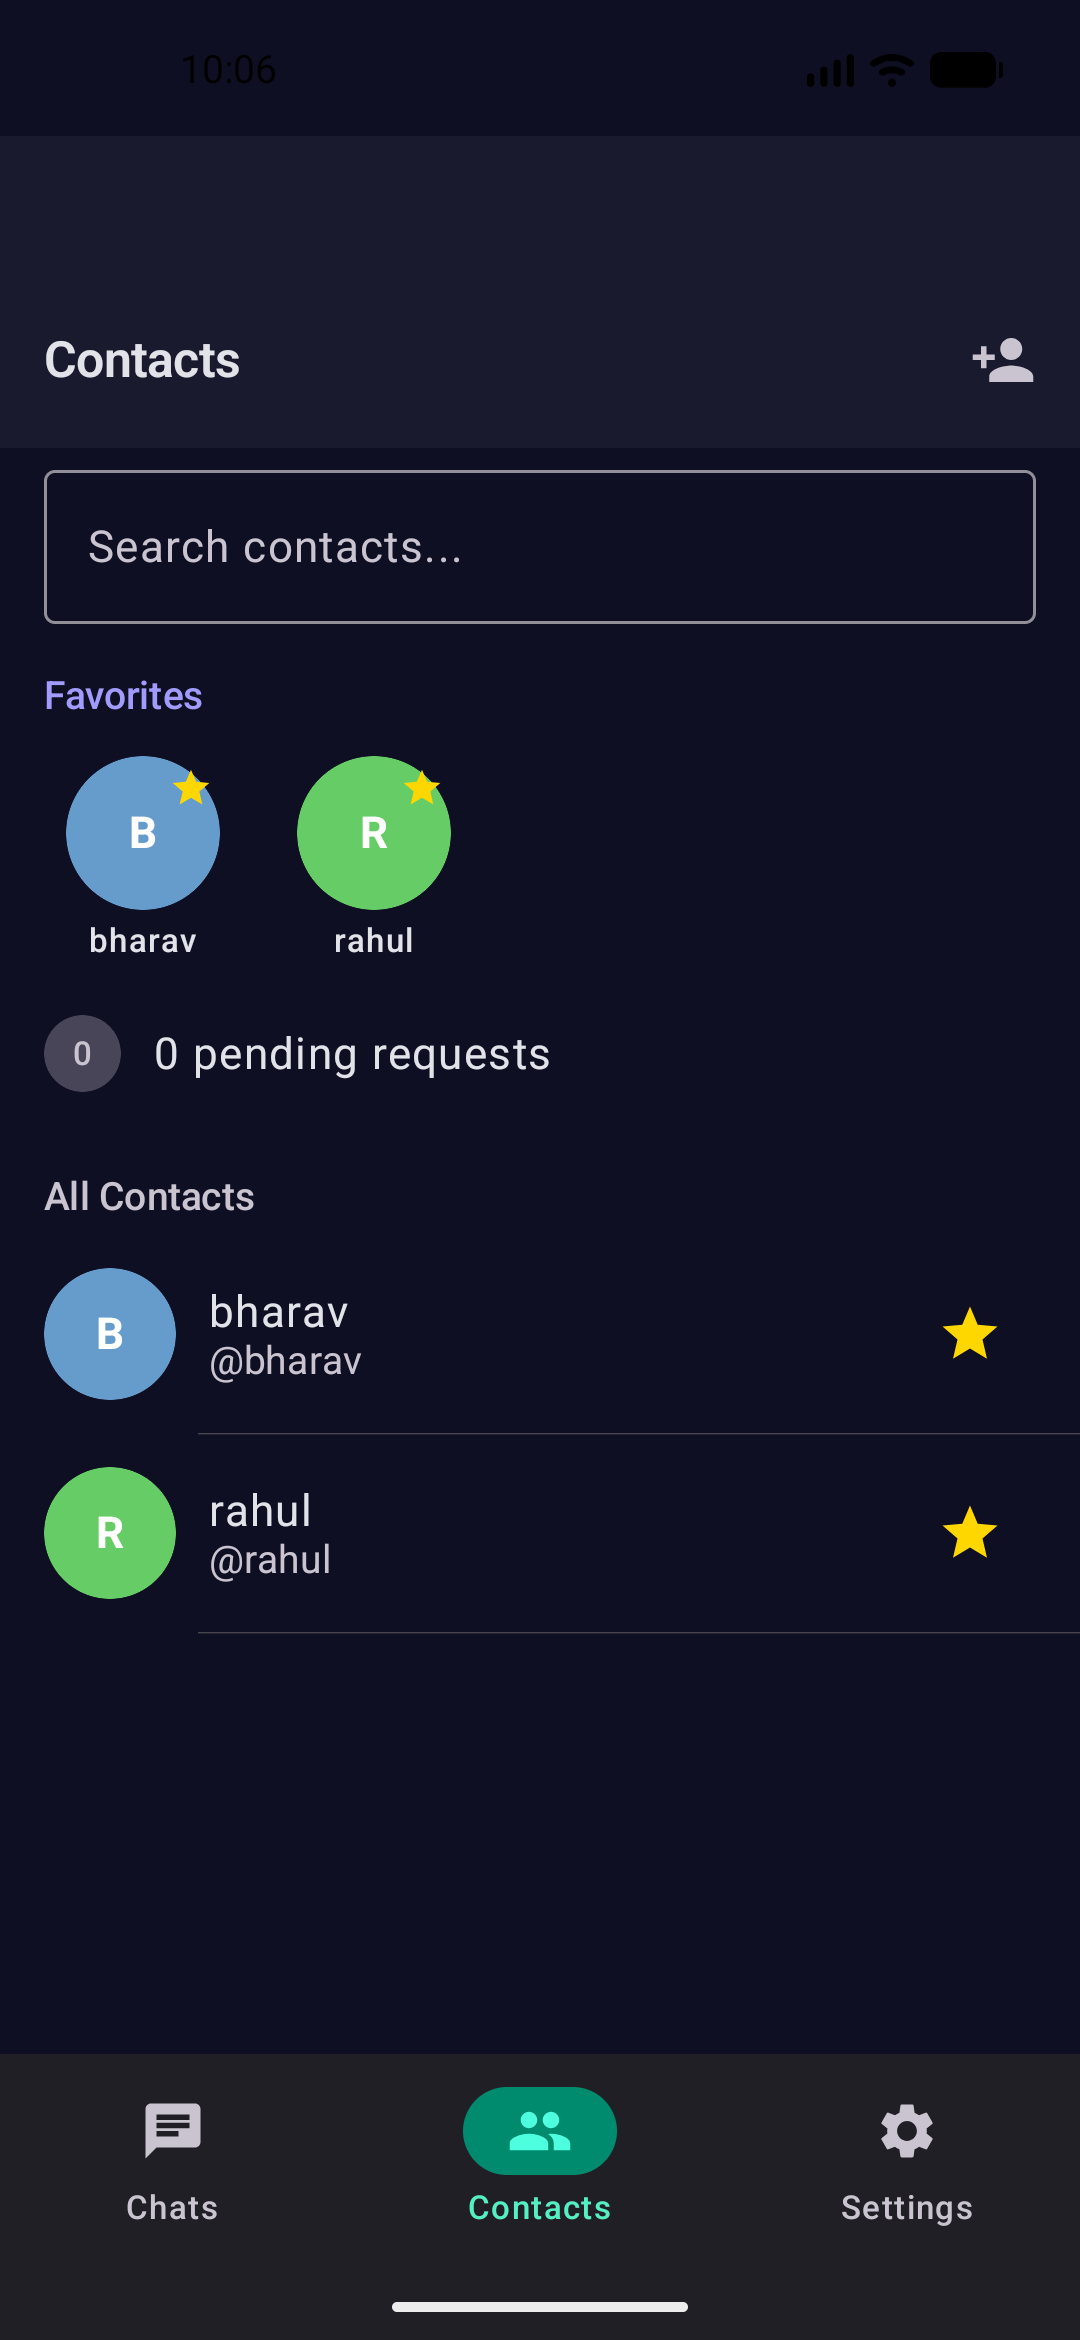 10:06
Contacts
Search contacts...
Favorites
B
R
bharav
rahul
0
0 pending requests
All Contacts
B
bharav
@bharav
R
rahul
@rahul
Chats
Contacts
Settings